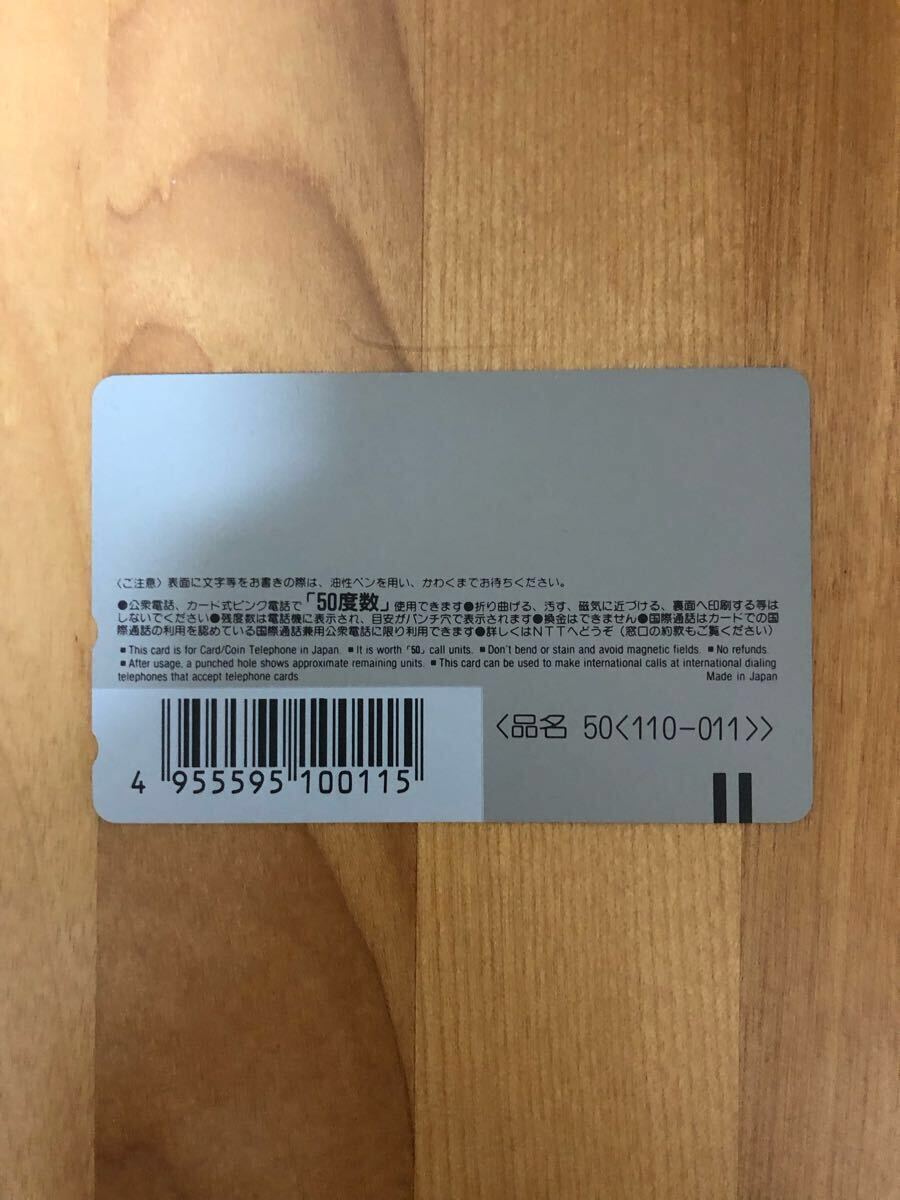 〈ご注意〉表面に文字等をお書きの際は、油性ペンを用い、かわくまでお待ちください。
●公衆電話、カード式ピンク電話で「50度数」使用できます●折り曲げる、汚す、磁気に近づける、裏面へ印刷する等は
しないでください●残度数は電話機に表示され、目安がパンチ穴で表示されます●換金はできません●国際通話はカードでの国
際通話の利用を認めている国際通話兼用公衆電話に限り利用できます●詳しくはNTTへどうぞ（窓口の約款もご覧ください）
■ This card is for Card/Coin Telephone in Japan. ■ It is worth「50」call units. ■ Don't bend or stain and avoid magnetic fields. ■ No refunds.
■ After usage, a punched hole shows approximate remaining units. ■ This card can be used to make international calls at international dialing
telephones that accept telephone cards
Made in Japan
〈品名 50〈110-011〉〉
4 955595 100115